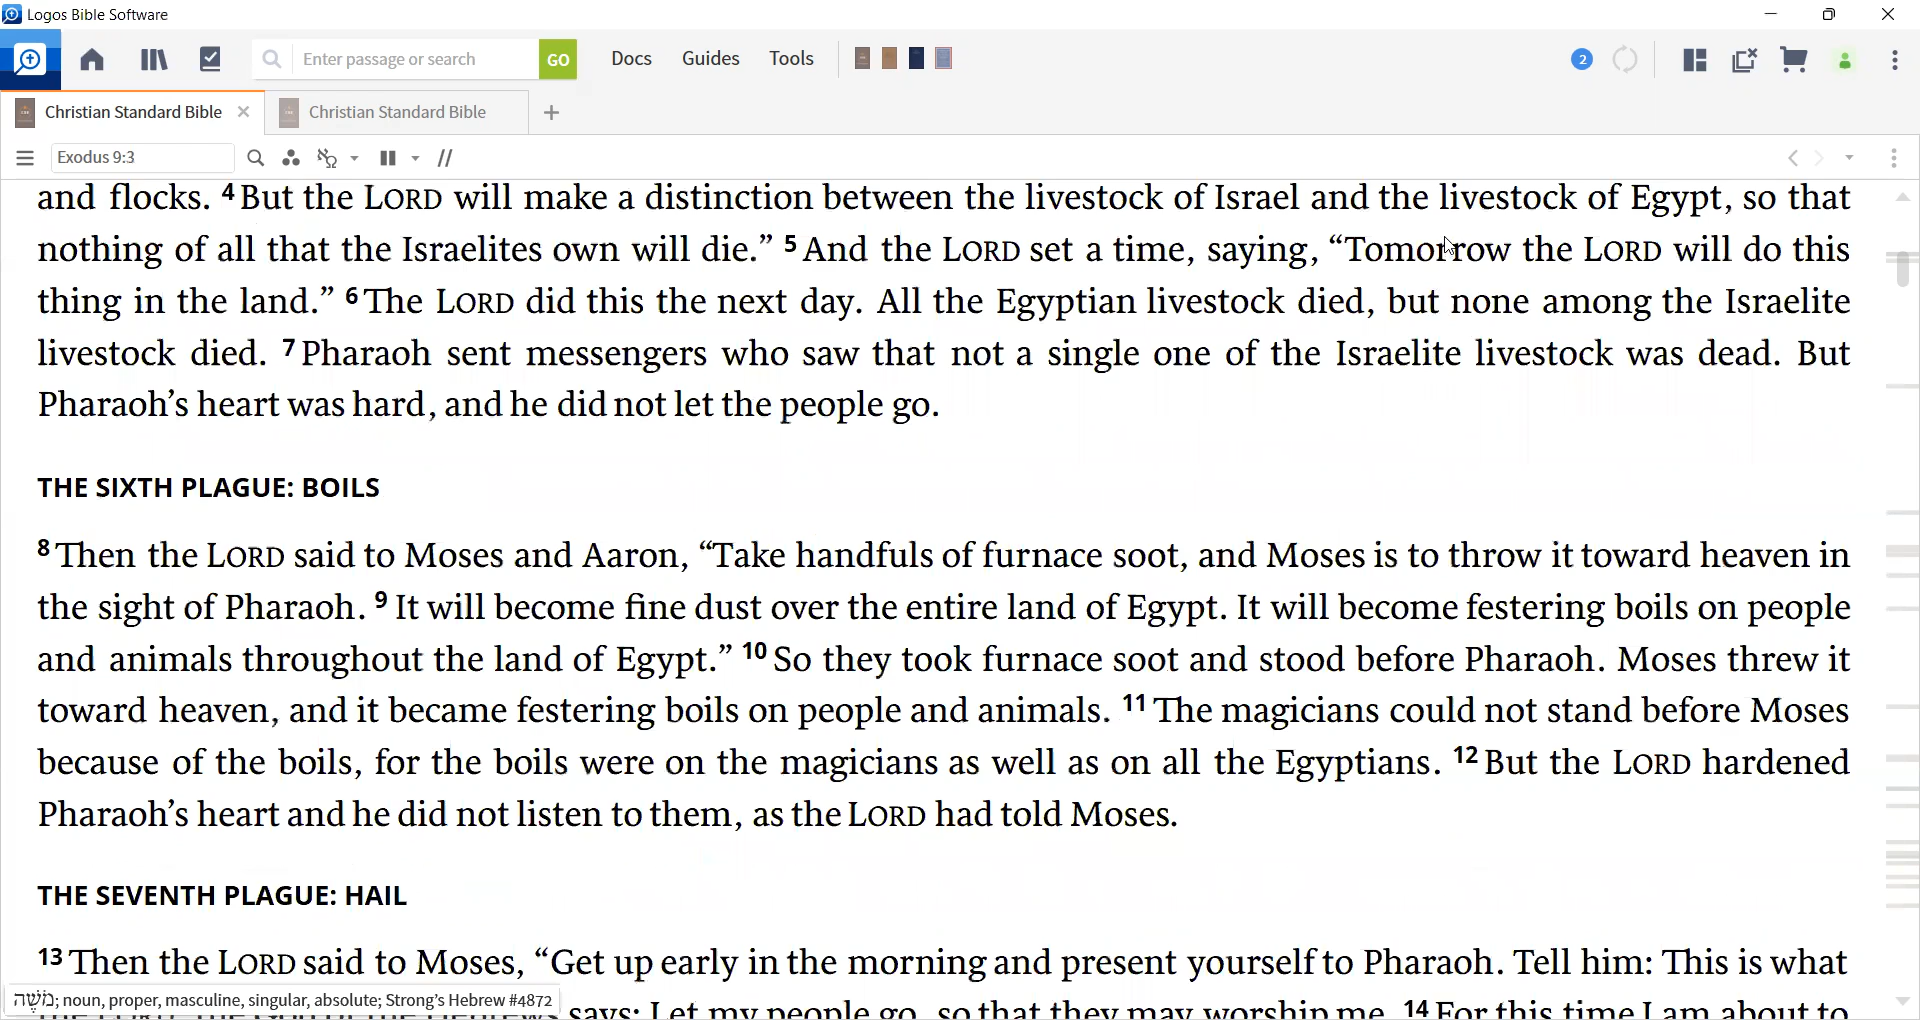 Logos Bible Software
Enter passage or search
GO
Docs
Guides
Tools
2
Christian Standard Bible
Christian Standard Bible
Exodus 9:3
and flocks. 4 But the LORD will make a distinction between the livestock of Israel and the livestock of Egypt, so that
nothing of all that the Israelites own will die.” 5 And the LORD set a time, saying, “Tomorrow the LORD will do this
thing in the land.” 6 The LORD did this the next day. All the Egyptian livestock died, but none among the Israelite
livestock died. 7 Pharaoh sent messengers who saw that not a single one of the Israelite livestock was dead. But
Pharaoh’s heart was hard, and he did not let the people go.
THE SIXTH PLAGUE: BOILS
8 Then the LORD said to Moses and Aaron, “Take handfuls of furnace soot, and Moses is to throw it toward heaven in
the sight of Pharaoh. 9 It will become fine dust over the entire land of Egypt. It will become festering boils on people
and animals throughout the land of Egypt.” 10 So they took furnace soot and stood before Pharaoh. Moses threw it
toward heaven, and it became festering boils on people and animals. 11 The magicians could not stand before Moses
because of the boils, for the boils were on the magicians as well as on all the Egyptians. 12 But the LORD hardened
Pharaoh’s heart and he did not listen to them, as the LORD had told Moses.
THE SEVENTH PLAGUE: HAIL
13 Then the LORD said to Moses, “Get up early in the morning and present yourself to Pharaoh. Tell him: This is what
says: Let my people go, so that they may worship me. 14 For this time I am about to
מֹשֶׁה; noun, proper, masculine, singular, absolute; Strong’s Hebrew #4872